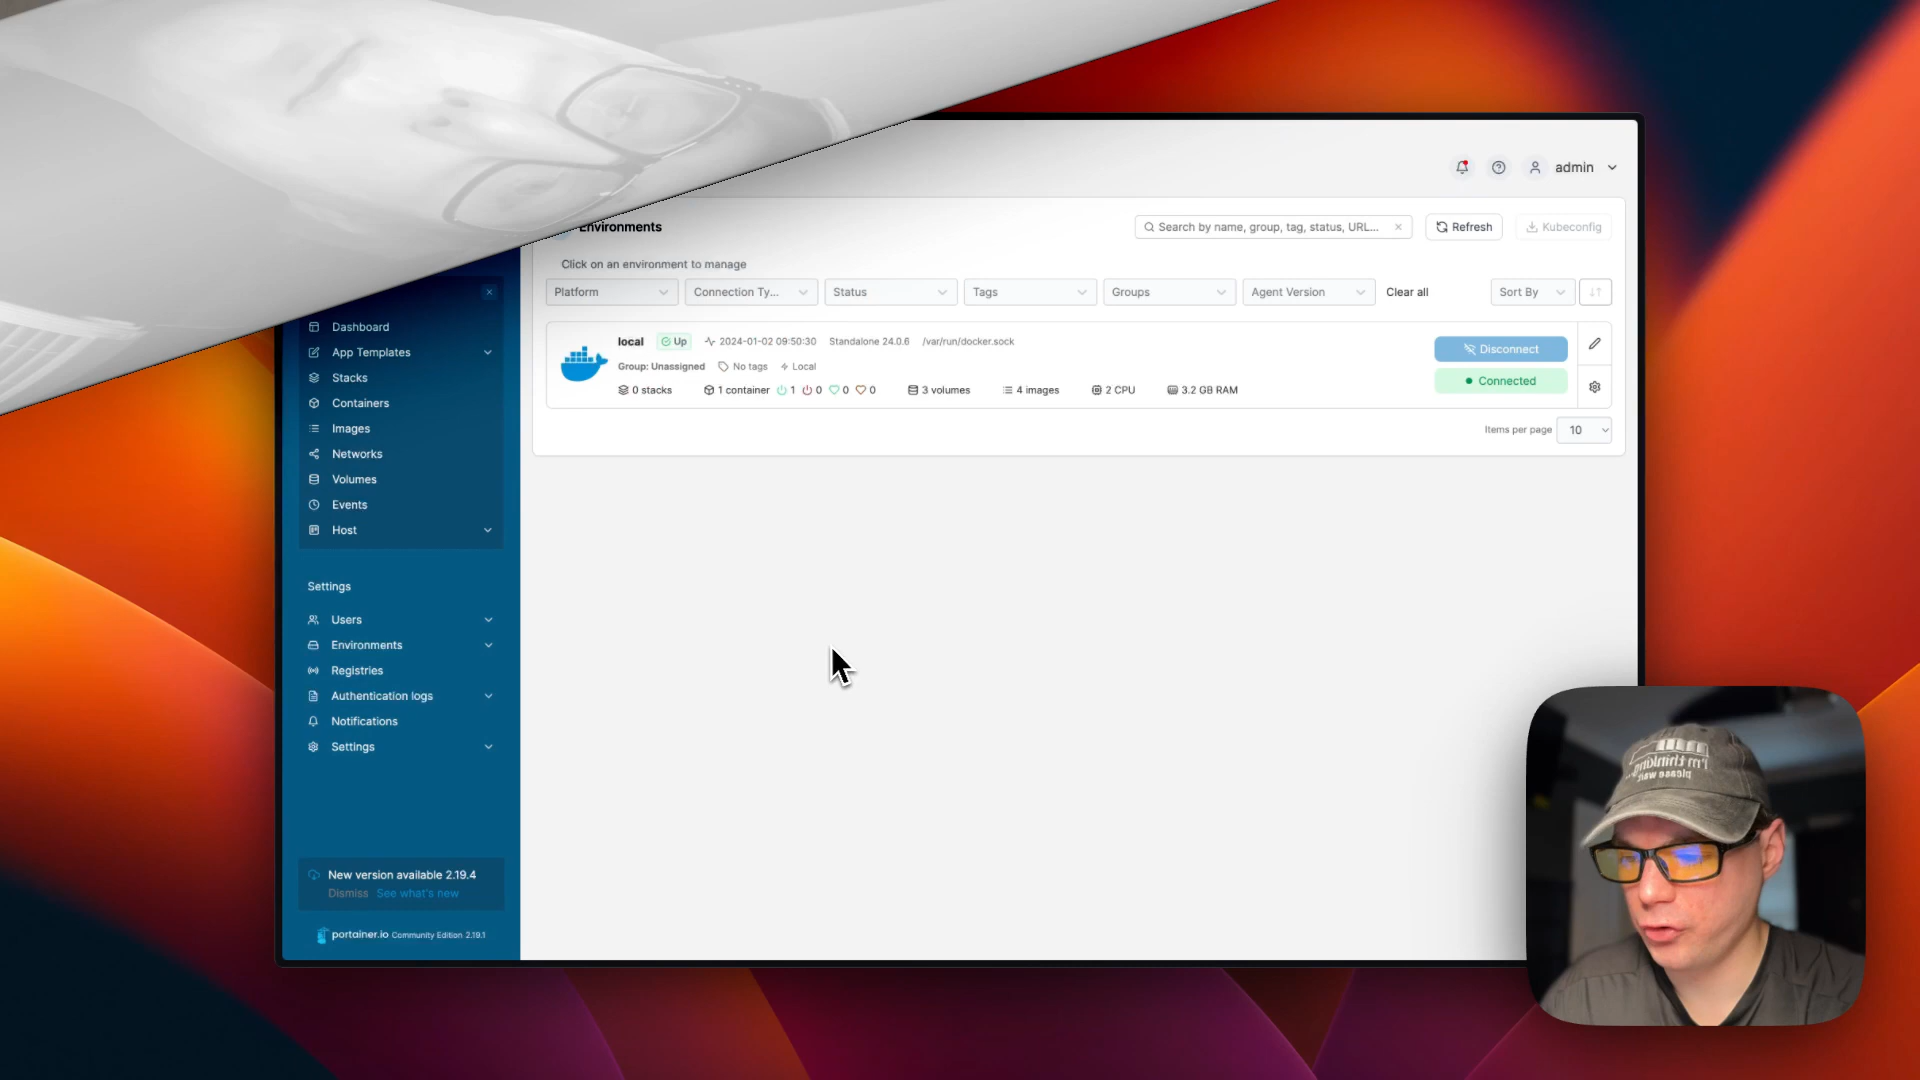 admin
Environments
Search by name, group, tag, status, URL...
Refresh
Kubeconfig
Click on an environment to manage
Platform
Connection Ty...
Status
Tags
Groups
Agent Version
Clear all
Sort By
local
Up
2024-01-02 09:50:30
Standalone 24.0.6
/var/run/docker.sock
Group: Unassigned
No tags
Local
0 stacks
1 container
1
0
0
0
3 volumes
4 images
2 CPU
3.2 GB RAM
Disconnect
Connected
Items per page
10
Dashboard
App Templates
Stacks
Containers
Images
Networks
Volumes
Events
Host
Settings
Users
Environments
Registries
Authentication logs
Notifications
Settings
New version available 2.19.4
Dismiss See what's new
portainer.io Community Edition 2.19.1
I'm thinking...
please wait